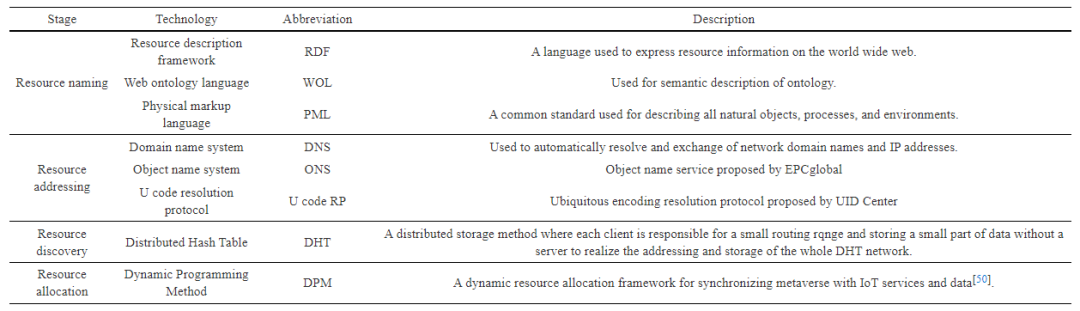 Stage Technology Abbreviation Description
Resource naming
Resource description
framework
RDF
A language used to express resource information on the world wide web.
Web ontology language
WOL
Used for semantic description of ontology.
Physical markup
language
PML
A common standard used for describing all natural objects, processes, and environments.
Resource
addressing
Domain name system
DNS
Used to automatically resolve and exchange of network domain names and IP addresses.
Object name system
ONS
Object name service proposed by EPCglobal
U code resolution
protocol
U code RP
Ubiquitous encoding resolution protocol proposed by UID Center
Resource
discovery
Distributed Hash Table
DHT
A distributed storage method where each client is responsible for a small routing rqnge and storing a small part of data without a
server to realize the addressing and storage of the whole DHT network.
Resource
allocation
Dynamic Programming
Method
DPM
A dynamic resource allocation framework for synchronizing metaverse with IoT services and data[50].